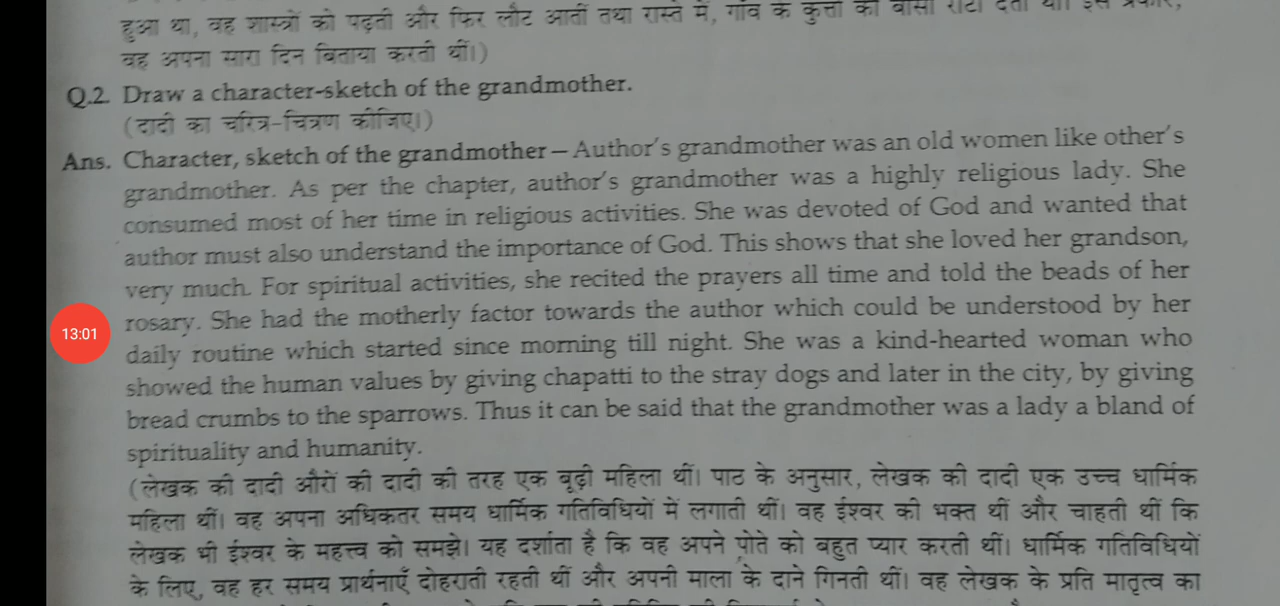 हुआ था, वह शास्त्रों को पढ़ती और फिर लौट आतीं तथा रास्ते में, गाँव के कुत्तों को बासी रोटी देती थीं। इस प्रकार,
वह अपना सारा दिन बिताया करती थीं।)
Q.2. Draw a character-sketch of the grandmother.
(दादी का चरित्र-चित्रण कीजिए।)
Ans. Character, sketch of the grandmother – Author's grandmother was an old women like other's
grandmother. As per the chapter, author's grandmother was a highly religious lady. She
consumed most of her time in religious activities. She was devoted of God and wanted that
author must also understand the importance of God. This shows that she loved her grandson,
very much. For spiritual activities, she recited the prayers all time and told the beads of her
13:01
rosary. She had the motherly factor towards the author which could be understood by her
daily routine which started since morning till night. She was a kind-hearted woman who
showed the human values by giving chapatti to the stray dogs and later in the city, by giving
bread crumbs to the sparrows. Thus it can be said that the grandmother was a lady a bland of
spirituality and humanity.
(लेखक की दादी औरों की दादी की तरह एक बूढ़ी महिला थीं। पाठ के अनुसार, लेखक की दादी एक उच्च धार्मिक
महिला थीं। वह अपना अधिकतर समय धार्मिक गतिविधियों में लगाती थीं। वह ईश्वर की भक्त थीं और चाहती थीं कि
लेखक भी ईश्वर के महत्त्व को समझे। यह दर्शाता है कि वह अपने पोते को बहुत प्यार करती थीं। धार्मिक गतिविधियों
के लिए, वह हर समय प्रार्थनाएँ दोहराती रहती थीं और अपनी माला के दाने गिनती थीं। वह लेखक के प्रति मातृत्व का